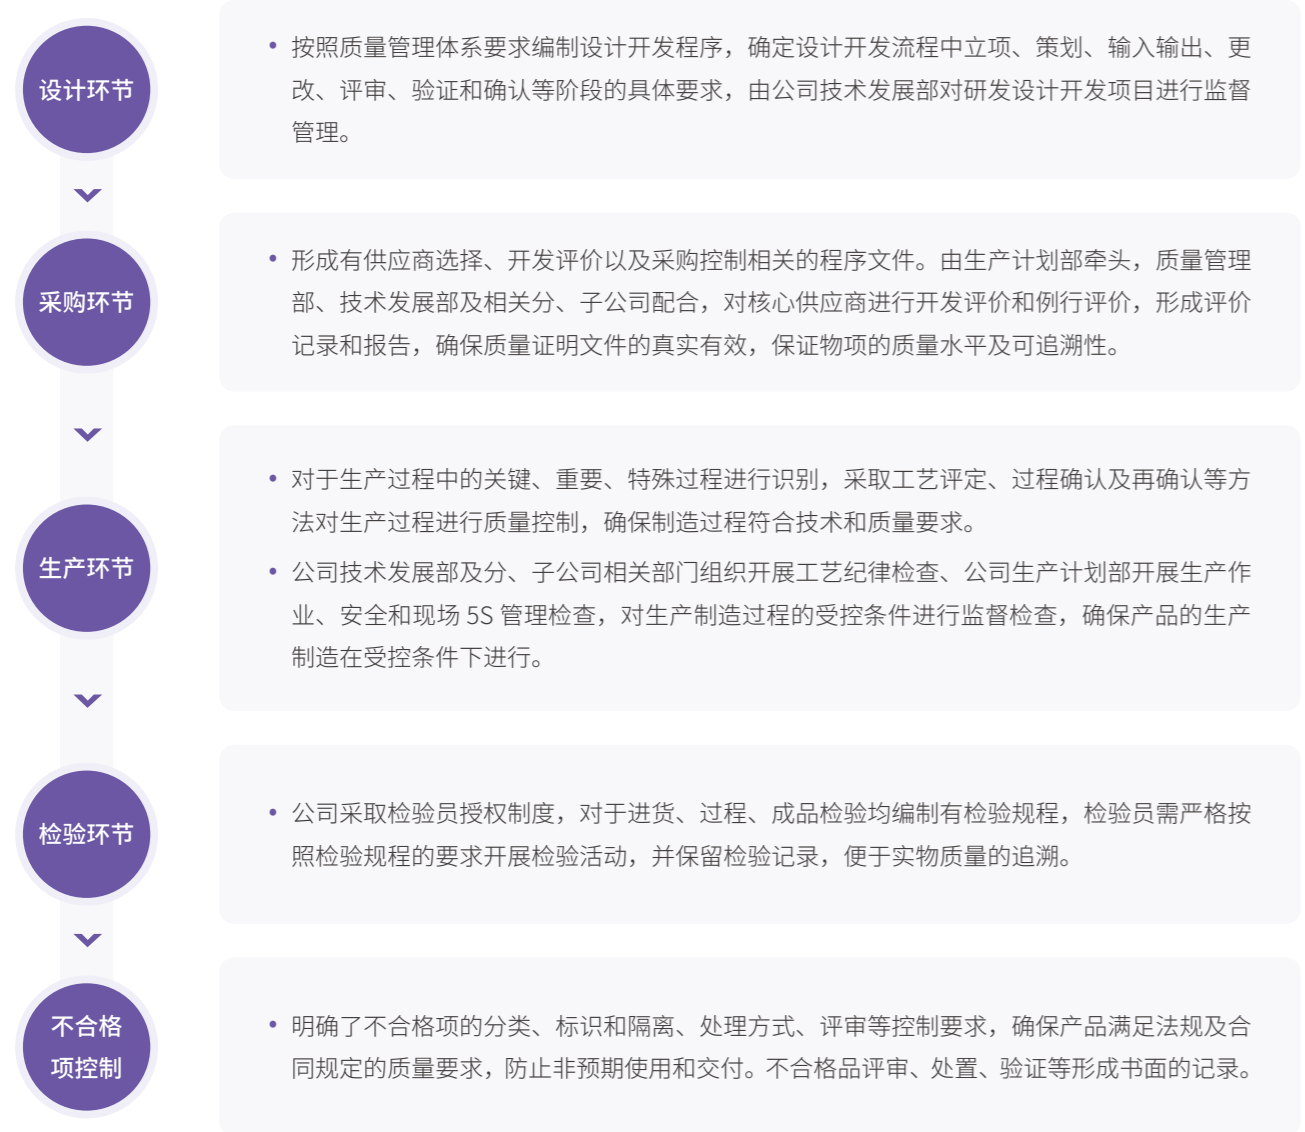 设计环节
• 按照质量管理体系要求编制设计开发程序，确定设计开发流程中立项、策划、输入输出、更
改、评审、验证和确认等阶段的具体要求，由公司技术发展部对研发设计开发项目进行监督
管理。
采购环节
• 形成有供应商选择、开发评价以及采购控制相关的程序文件。由生产计划部牵头，质量管理
部、技术发展部及相关分、子公司配合，对核心供应商进行开发评价和例行评价，形成评价
记录和报告，确保质量证明文件的真实有效，保证物项的质量水平及可追溯性。
生产环节
• 对于生产过程中的关键、重要、特殊过程进行识别，采取工艺评定、过程确认及再确认等方
法对生产过程进行质量控制，确保制造过程符合技术和质量要求。
• 公司技术发展部及分、子公司相关部门组织开展工艺纪律检查、公司生产计划部开展生产作
业、安全和现场 5S 管理检查，对生产制造过程的受控条件进行监督检查，确保产品的生产
制造在受控条件下进行。
检验环节
• 公司采取检验员授权制度，对于进货、过程、成品检验均编制有检验规程，检验员需严格按
照检验规程的要求开展检验活动，并保留检验记录，便于实物质量的追溯。
不合格
项控制
• 明确了不合格项的分类、标识和隔离、处理方式、评审等控制要求，确保产品满足法规及合
同规定的质量要求，防止非预期使用和交付。不合格品评审、处置、验证等形成书面的记录。